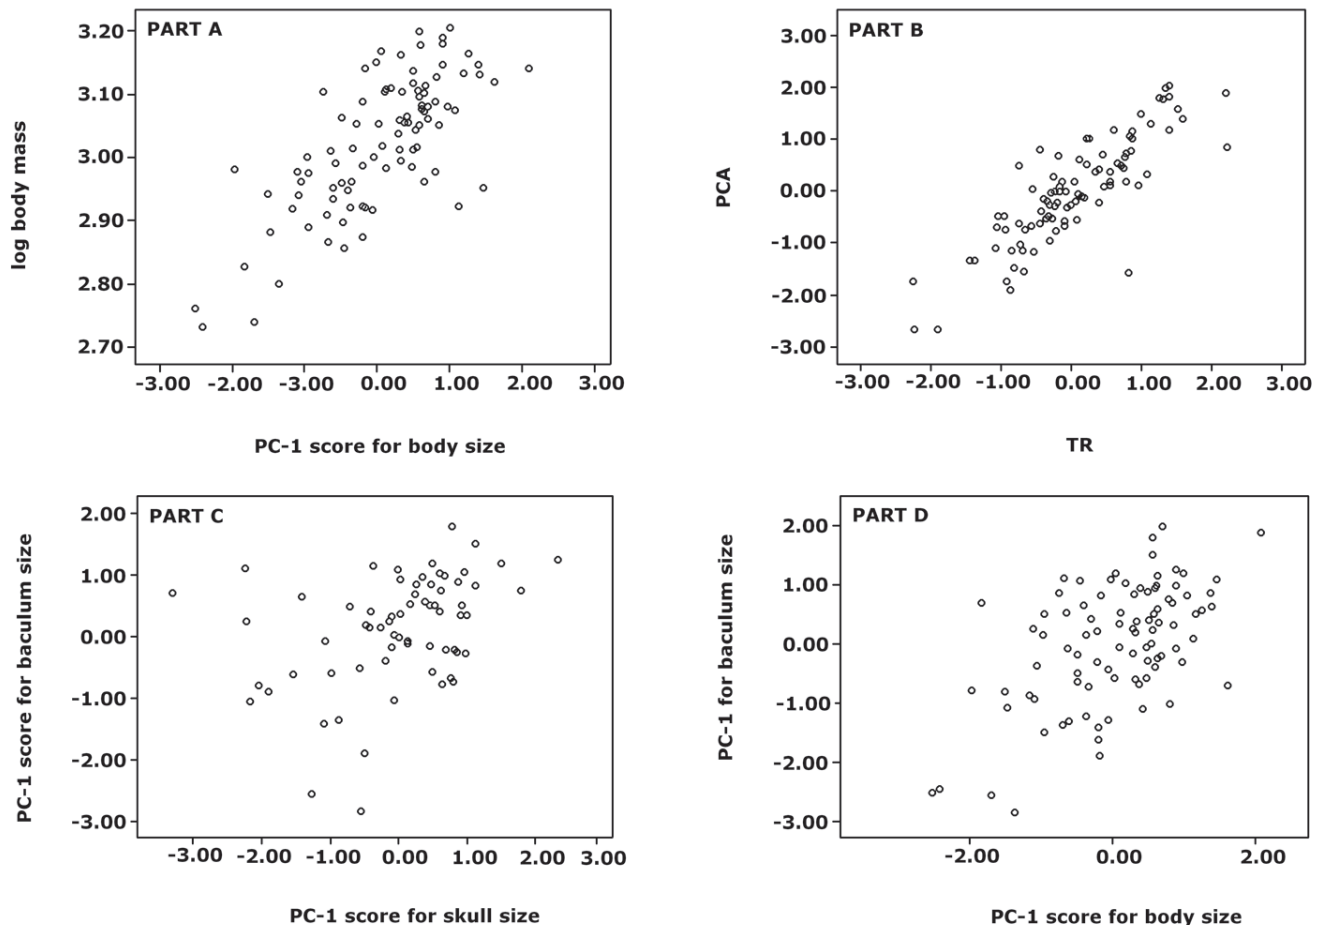 PART A
3.20
3.10
3.00
2.90
2.80
2.70
log body mass
-3.00 -2.00 -3.00 0.00 1.00 2.00 3.00
PC-1 score for body size
PART B
3.00
2.00
1.00
0.00
-1.00
-2.00
-3.00
PCA
-3.00 -2.00 -1.00 0.00 1.00 2.00 3.00
TR
PART C
2.00
1.00
0.00
-1.00
-2.00
-3.00
PC-1 score for baculum size
-3.00 -2.00 -1.00 0.00 1.00 2.00 3.00
PC-1 score for skull size
PART D
2.00
1.00
0.00
-1.00
-2.00
-3.00
PC-1 for baculum size
-2.00 0.00 2.00
PC-1 score for body size